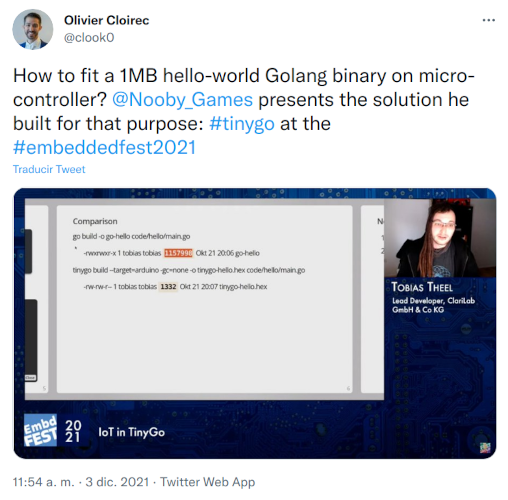 Olivier Cloirec
@clook0
How to fit a 1MB hello-world Golang binary on micro-
controller? @Nooby_Games presents the solution he
built for that purpose: #tinygo at the
#embeddedfest2021
Traducir Tweet
Comparison
go build -o go-hello code/hello/main.go
-rwxrwxr-x 1 tobias tobias 1157998 Okt 21 20:06 go-hello
tinygo build --target=arduino -gc=none -o tinygo-hello.hex code/hello/main.go
-rw-rw-r-- 1 tobias tobias 1332 Okt 21 20:07 tinygo-hello.hex
5
6
N
TOBIAS THEEL
Lead Developer, ClariLab
GmbH & Co KG
Embd
FEST
20
21
IoT in TinyGo
11:54 a. m. · 3 dic. 2021 · Twitter Web App